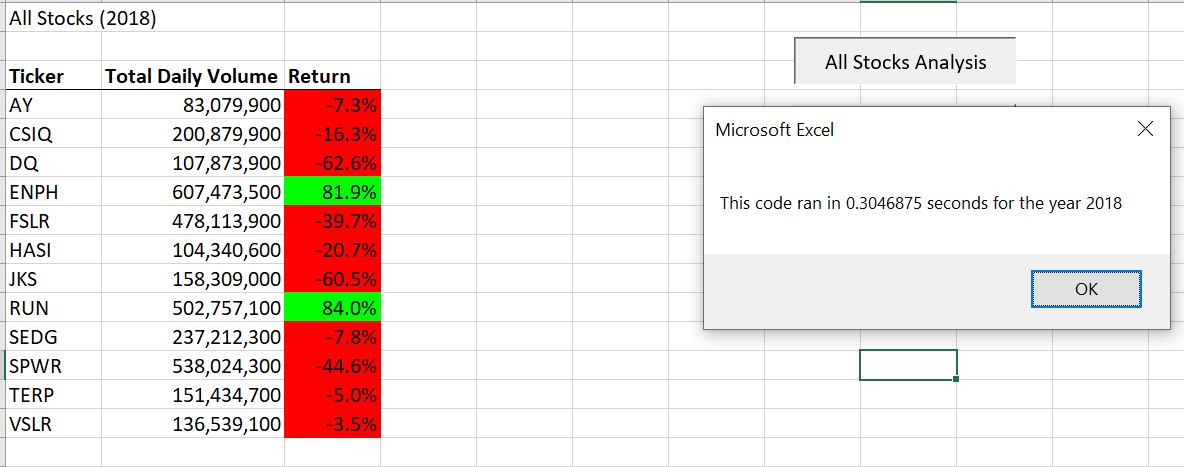 All Stocks (2018)
All Stocks Analysis
Ticker Total Daily Volume Return
AY 83,079,900 -7.3%
CSIQ 200,879,900 -16.3%
DQ 107,873,900 -62.6%
ENPH 607,473,500 81.9%
FSLR 478,113,900 -39.7%
HASI 104,340,600 -20.7%
JKS 158,309,000 -60.5%
RUN 502,757,100 84.0%
SEDG 237,212,300 -7.8%
SPWR 538,024,300 -44.6%
TERP 151,434,700 -5.0%
VSLR 136,539,100 -3.5%
Microsoft Excel
This code ran in 0.3046875 seconds for the year 2018
OK